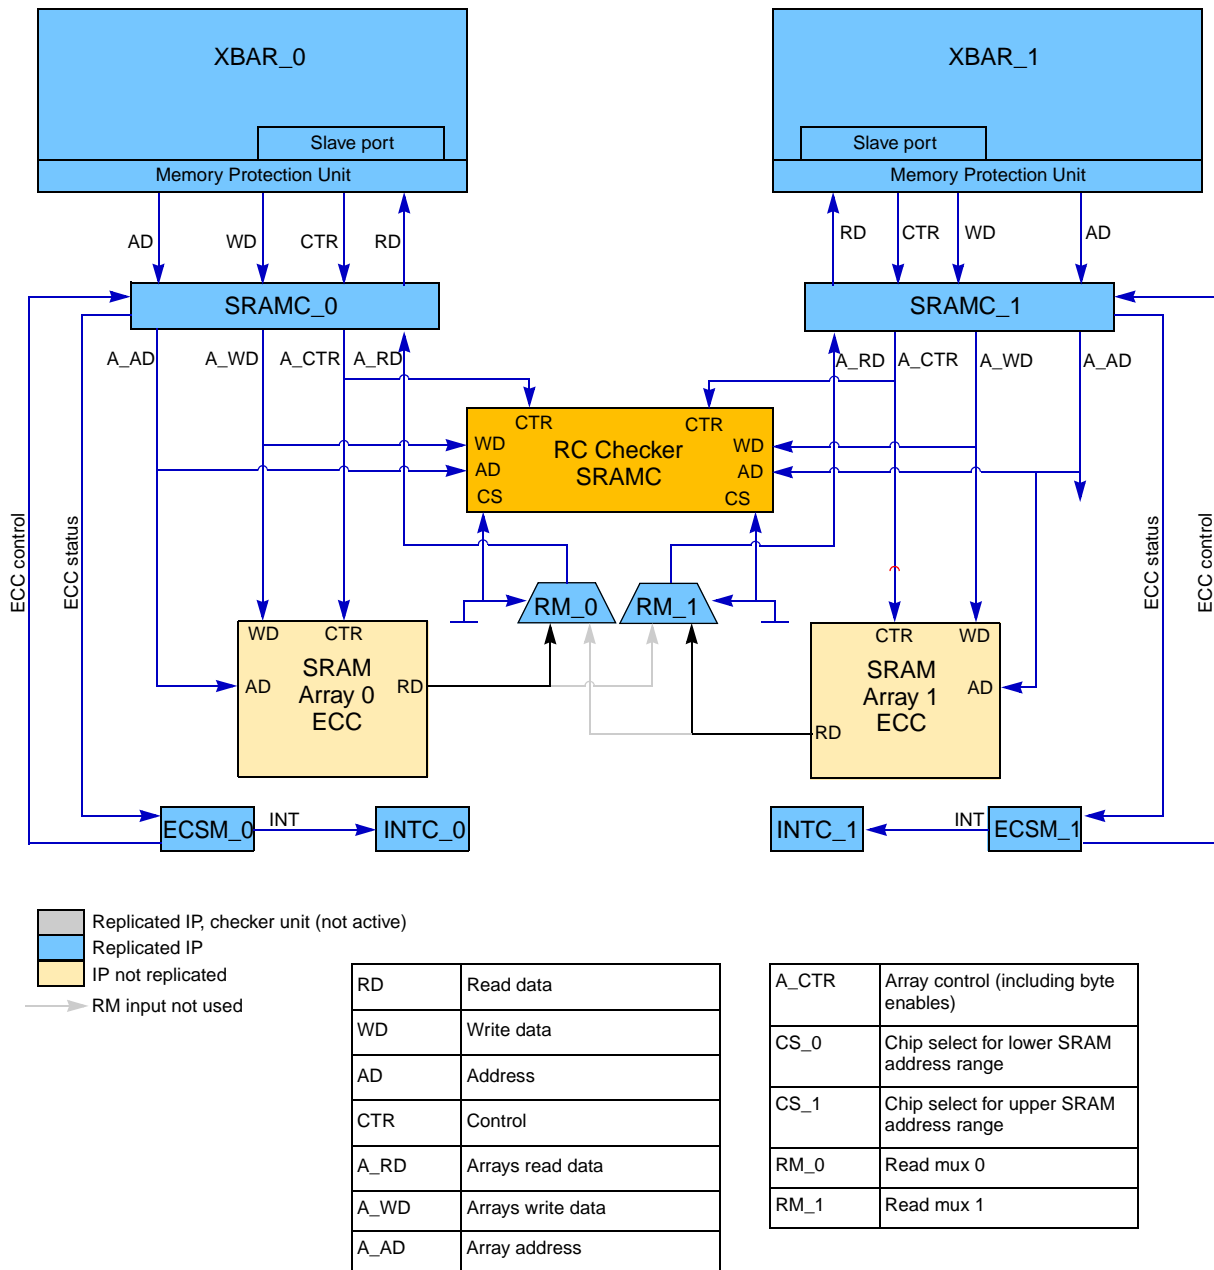 XBAR_0
XBAR_1
Slave port
Slave port
Memory Protection Unit
Memory Protection Unit
AD
WD
CTR
RD
RD
CTR
WD
AD
SRAMC_0
SRAMC_1
A_AD
A_WD
A_CTR
A_RD
A_RD
A_CTR
A_WD
A_AD
CTR
CTR
WD
RC Checker
WD
AD
SRAMC
AD
CS
CS
ECC control
ECC status
ECC status
ECC control
RM_0
RM_1
WD
CTR
CTR
WD
SRAM
Array 0
ECC
AD
RD
SRAM
Array 1
ECC
AD
RD
ECSM_0
INT
INTC_0
INTC_1
INT
ECSM_1
Replicated IP, checker unit (not active)
Replicated IP
IP not replicated
RM input not used
RD Read data
WD Write data
AD Address
CTR Control
A_RD Arrays read data
A_WD Arrays write data
A_AD Array address
A_CTR Array control (including byte
enables)
CS_0 Chip select for lower SRAM
address range
CS_1 Chip select for upper SRAM
address range
RM_0 Read mux 0
RM_1 Read mux 1